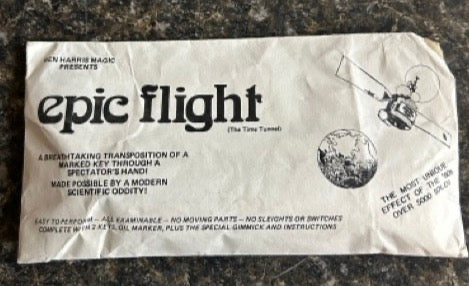 BEN HARRIS MAGIC
PRESENTS
epic flight
(The Time Tunnel)
A BREATHTAKING TRANSPOSITION OF A
MARKED KEY THROUGH A
SPECTATOR'S HAND!
MADE POSSIBLE BY A MODERN
SCIENTIFIC ODDITY!
THE MOST UNIQUE
EFFECT OF THE '80s
OVER 5000 SOLD!
EASY TO PERFORM — ALL EXAMINABLE — NO MOVING PARTS — NO SLEIGHTS OR SWITCHES
COMPLETE WITH 2 KEYS, OIL MARKER, PLUS THE SPECIAL GIMMICK AND INSTRUCTIONS